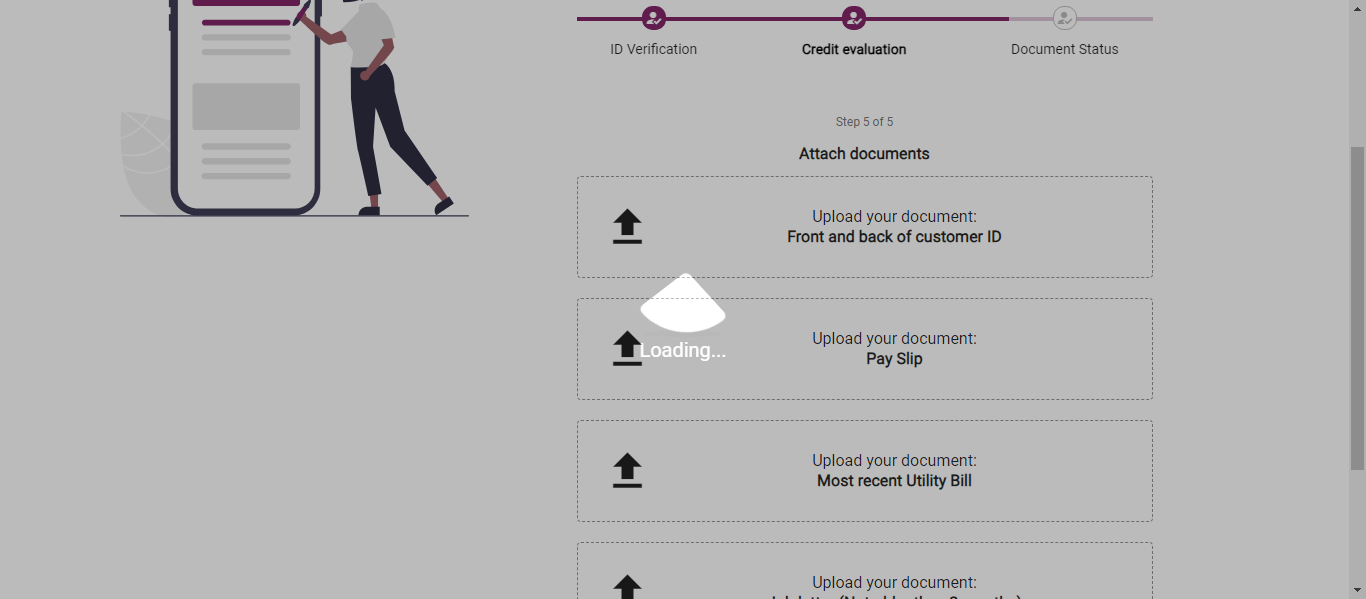 ID Verification
Credit evaluation
Document Status
Step 5 of 5
Attach documents
Upload your document:
Front and back of customer ID
Upload your document:
Pay Slip
Loading...
Upload your document:
Most recent Utility Bill
Upload your document: